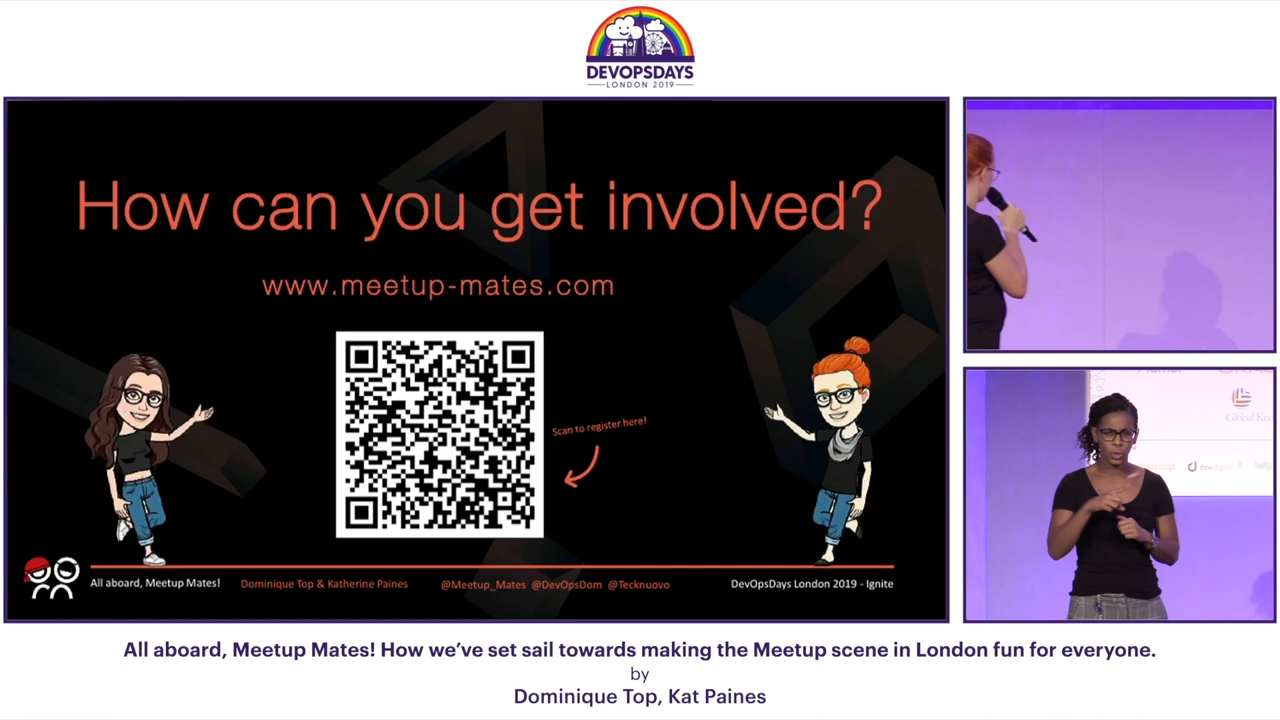 DEVOPSDAYS
LONDON 2019
How can you get involved?
www.meetup-mates.com
Scan to register here!
All aboard, Meetup Mates!
Dominique Top & Katherine Paines
@Meetup_Mates @DevOpsDom @Tecknuovo
DevOpsDays London 2019 - Ignite
Global
All aboard, Meetup Mates! How we’ve set sail towards making the Meetup scene in London fun for everyone.
by
Dominique Top, Kat Paines